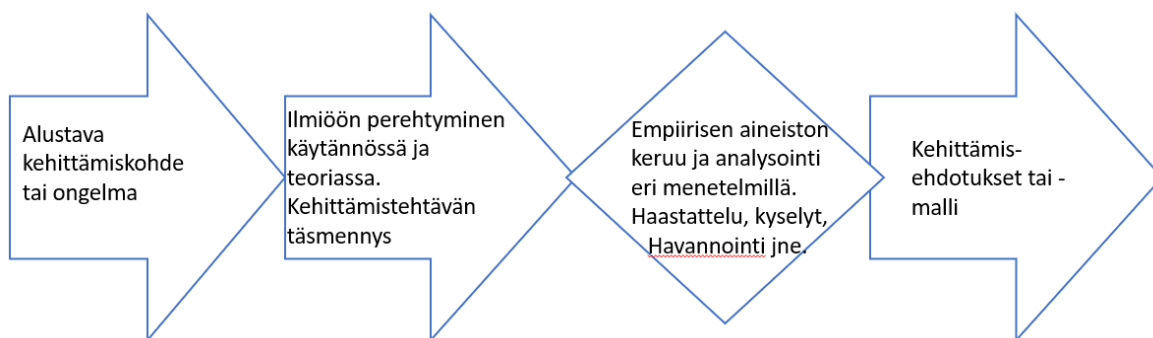 Alustava
kehittämiskohde
tai ongelma
Ilmiöön perehtyminen
käytännössä ja
teoriassa.
Kehittämistehtävän
täsmennys
Empiirisen aineiston
keruu ja analysointi
eri menetelmillä.
Haastattelu, kyselyt,
Havannointi jne.
Kehittämis-
ehdotukset tai -
malli